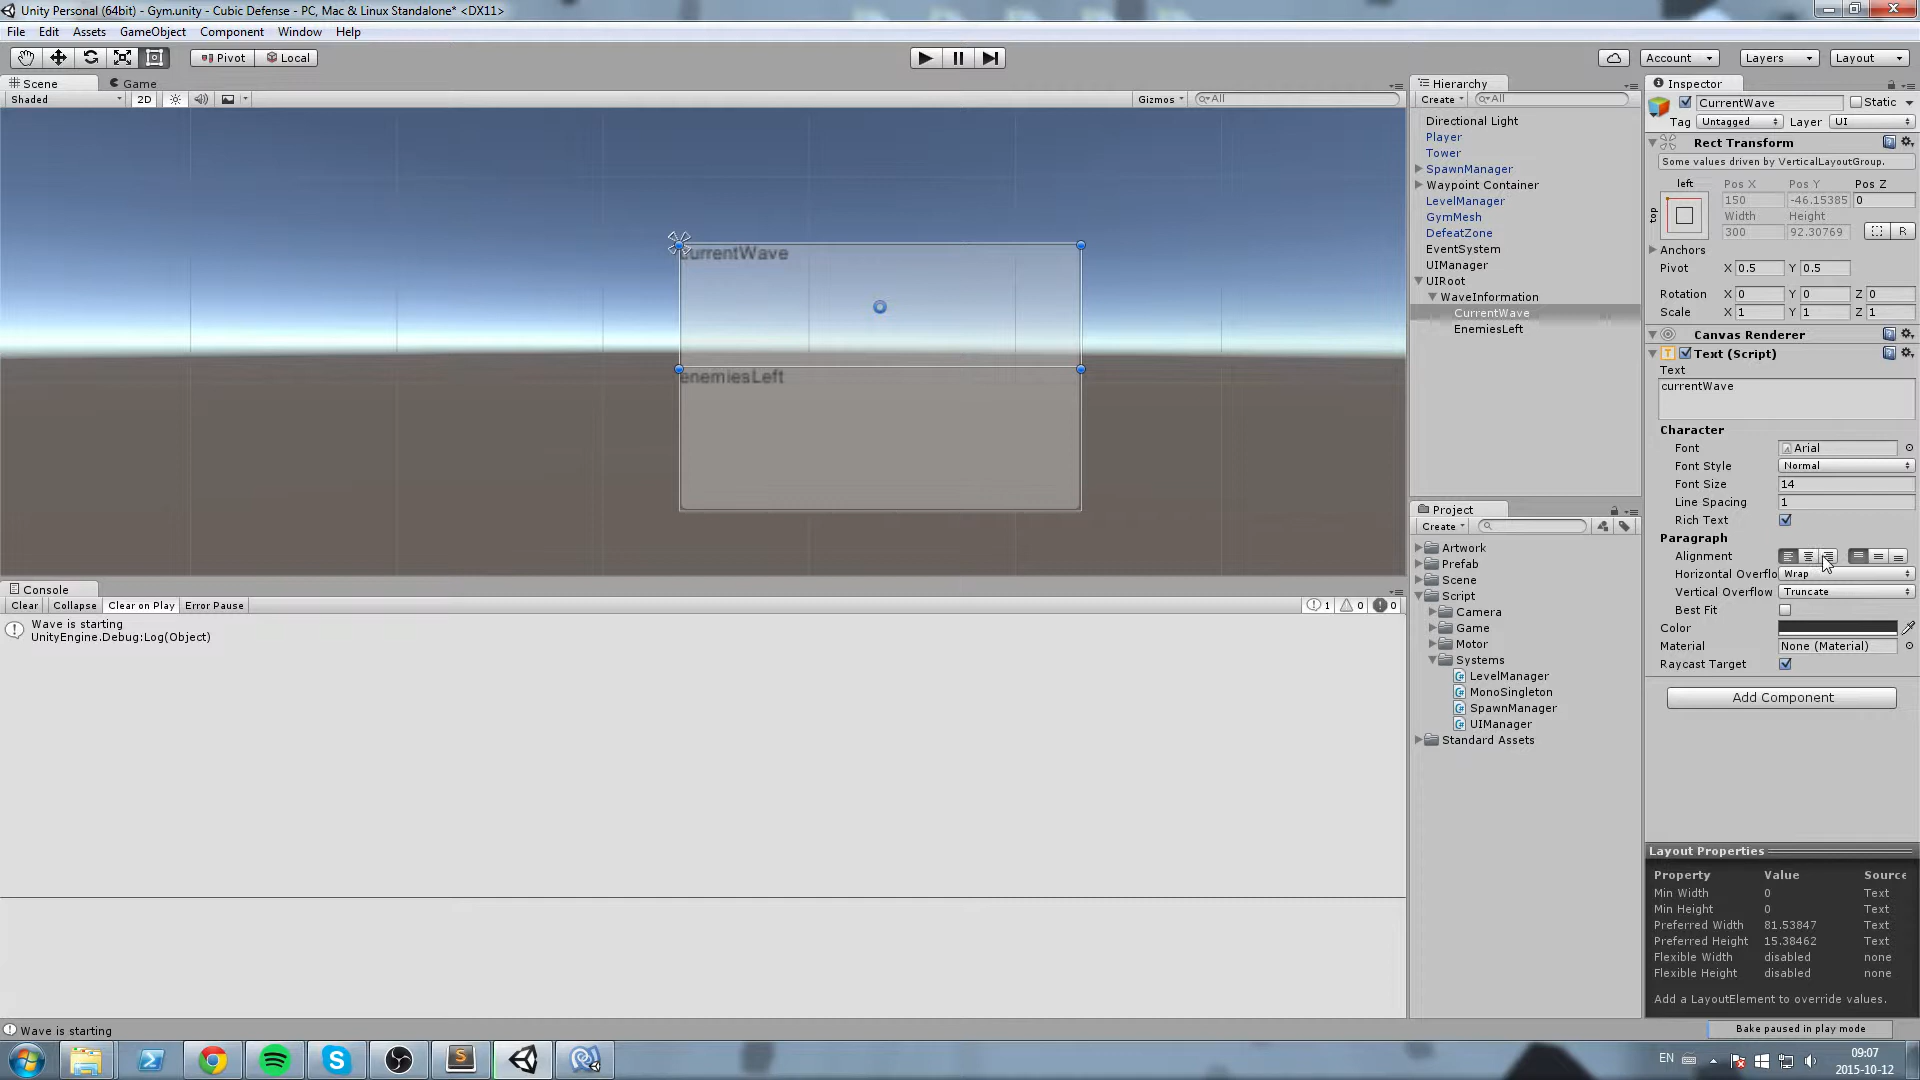 Unity Personal (64bit) - Gym.unity - Cubic Defense - PC, Mac & Linux Standalone* <DX11>
File Edit Assets GameObject Component Window Help
Pivot Local Account Layers Layout
Scene Game
Shaded 2D Gizmos All
currentWave
enemiesLeft
Hierarchy
Create All
Directional Light
Player
Tower
SpawnManager
Waypoint Container
LevelManager
GymMesh
DefeatZone
EventSystem
UIManager
UIRoot
WaveInformation
CurrentWave
EnemiesLeft
Project
Create
Artwork
Prefab
Scene
Script
Camera
Game
Motor
Systems
LevelManager
MonoSingleton
SpawnManager
UIManager
Standard Assets
Inspector
CurrentWave Static
Tag Untagged Layer UI
Rect Transform
Some values driven by VerticalLayoutGroup.
left Pos X Pos Y Pos Z
top 150 -46.15385 0
Width Height
300 92.30769 R
Anchors
Pivot X 0.5 Y 0.5
Rotation X 0 Y 0 Z 0
Scale X 1 Y 1 Z 1
Canvas Renderer
Text (Script)
Text
currentWave
Character
Font Arial
Font Style Normal
Font Size 14
Line Spacing 1
Rich Text
Paragraph
Alignment
Horizontal Overflo Wrap
Vertical Overflow Truncate
Best Fit
Color
Material None (Material)
Raycast Target
Add Component
Layout Properties
Property Value Source
Min Width 0 Text
Min Height 0 Text
Preferred Width 81.53847 Text
Preferred Height 15.38462 Text
Flexible Width disabled none
Flexible Height disabled none
Add a LayoutElement to override values.
Console
Clear Collapse Clear on Play Error Pause 1 0 0
Wave is starting
UnityEngine.Debug:Log(Object)
Wave is starting
Bake paused in play mode
EN 09:07
2015-10-12